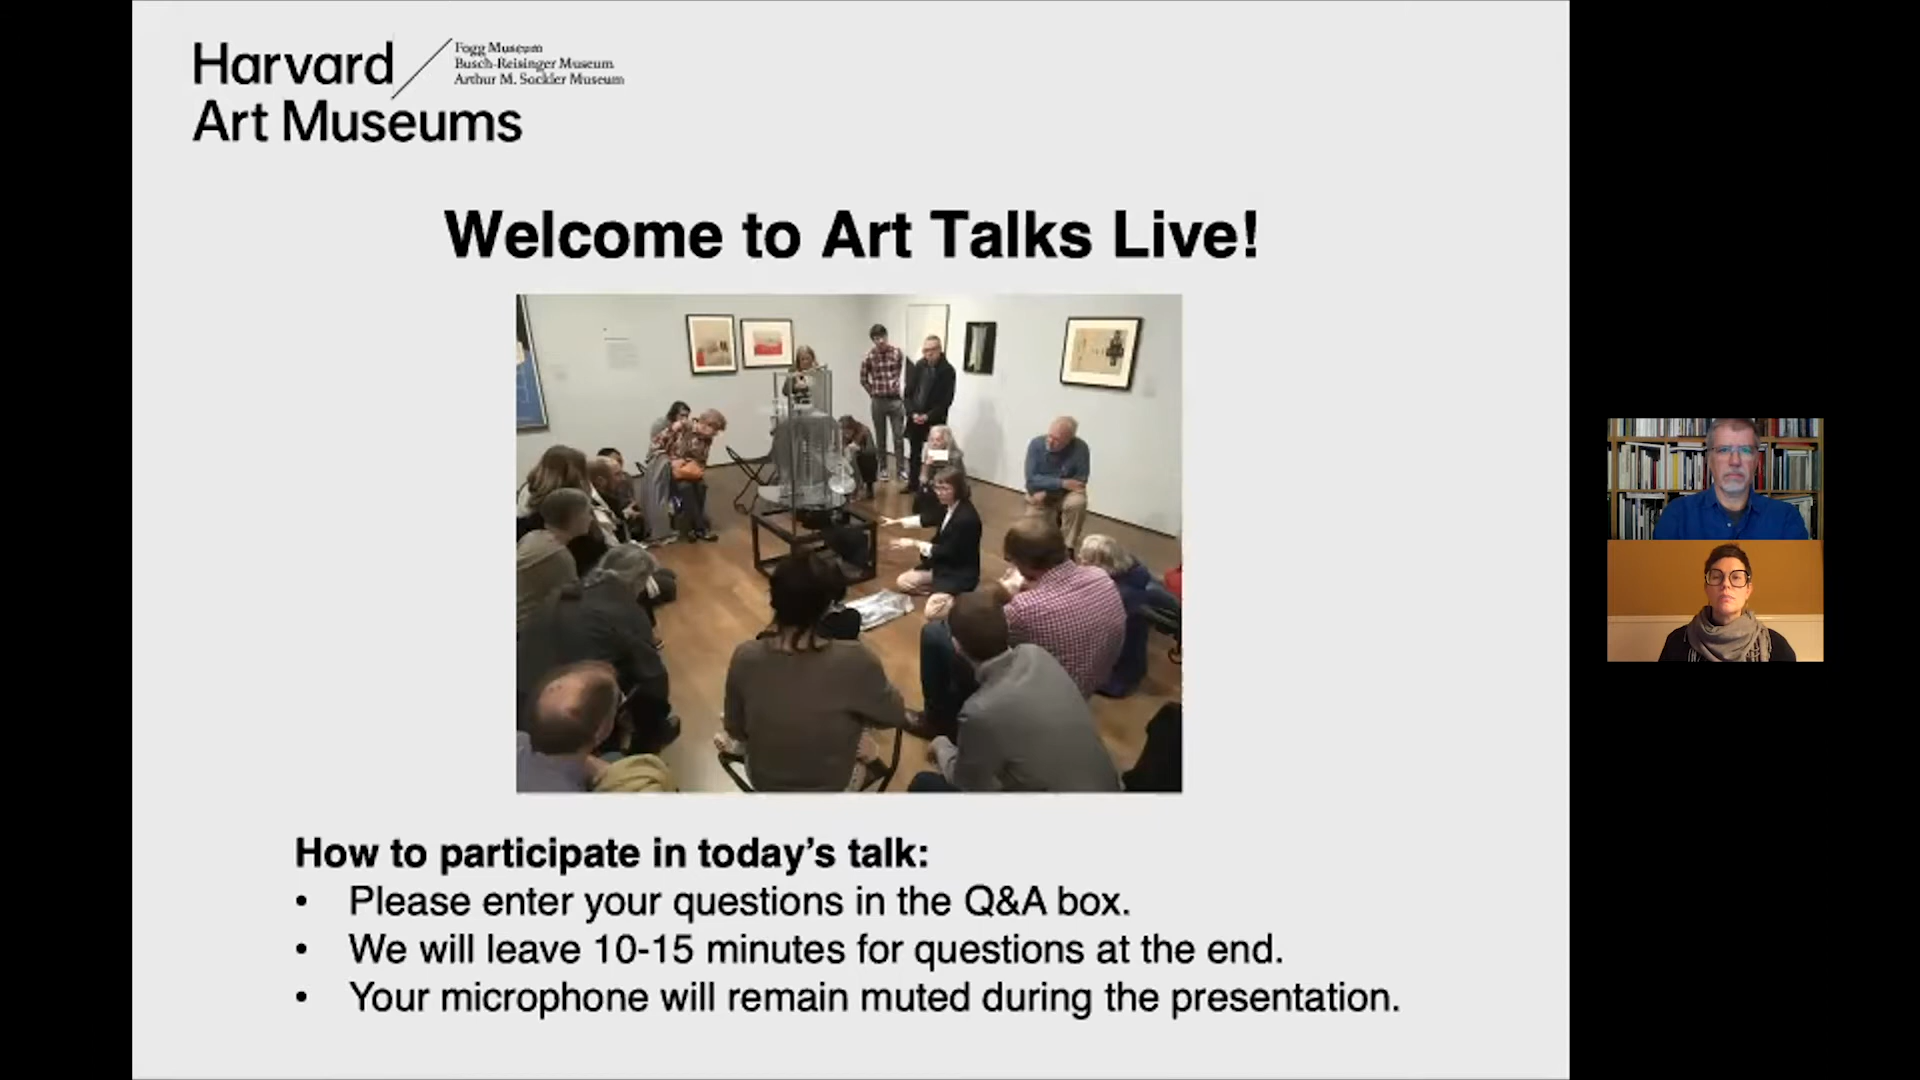 Harvard
Art Museums
Fogg Museum
Busch-Reisinger Museum
Arthur M. Sackler Museum
Welcome to Art Talks Live!
How to participate in today's talk:
• Please enter your questions in the Q&A box.
• We will leave 10-15 minutes for questions at the end.
• Your microphone will remain muted during the presentation.